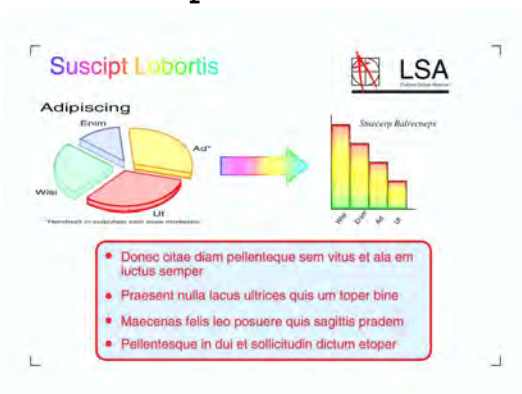 Suscipt Lobortis
LSA
Adipiscing
Enim
Ad*
Wisi
Ut
Smecerp Balrecneps
Wisi
Enim
Ad
Ut
• Donec citae diam pellenteque sem vitus et ala em
luctus semper
• Praesent nulla lacus ultrices quis um toper bine
• Maecenas felis leo posuere quis sagittis pradem
• Pellentesque in dui et sollicitudin dictum etoper